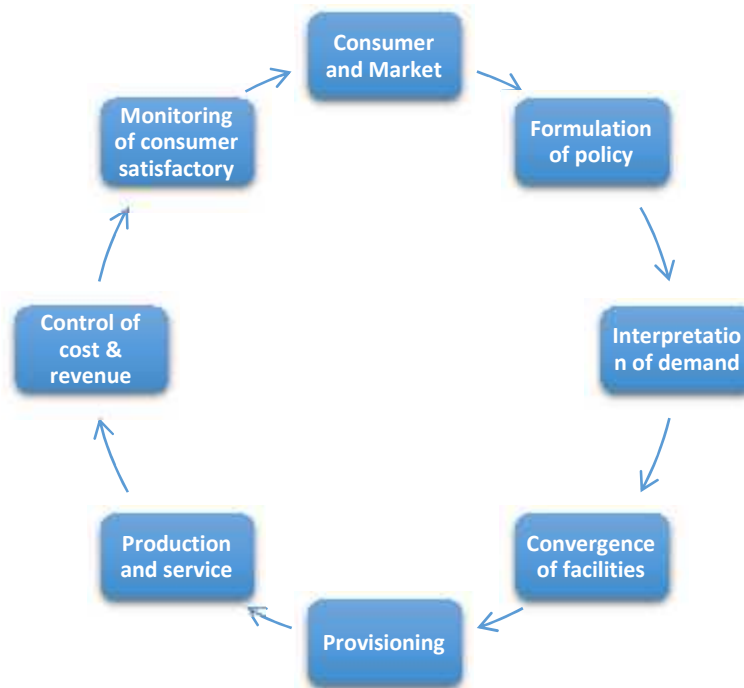 Consumer
and Market
Formulation
of policy
Interpretatio
n of demand
Convergence
of facilities
Provisioning
Production
and service
Control of
cost &
revenue
Monitoring
of consumer
satisfactory